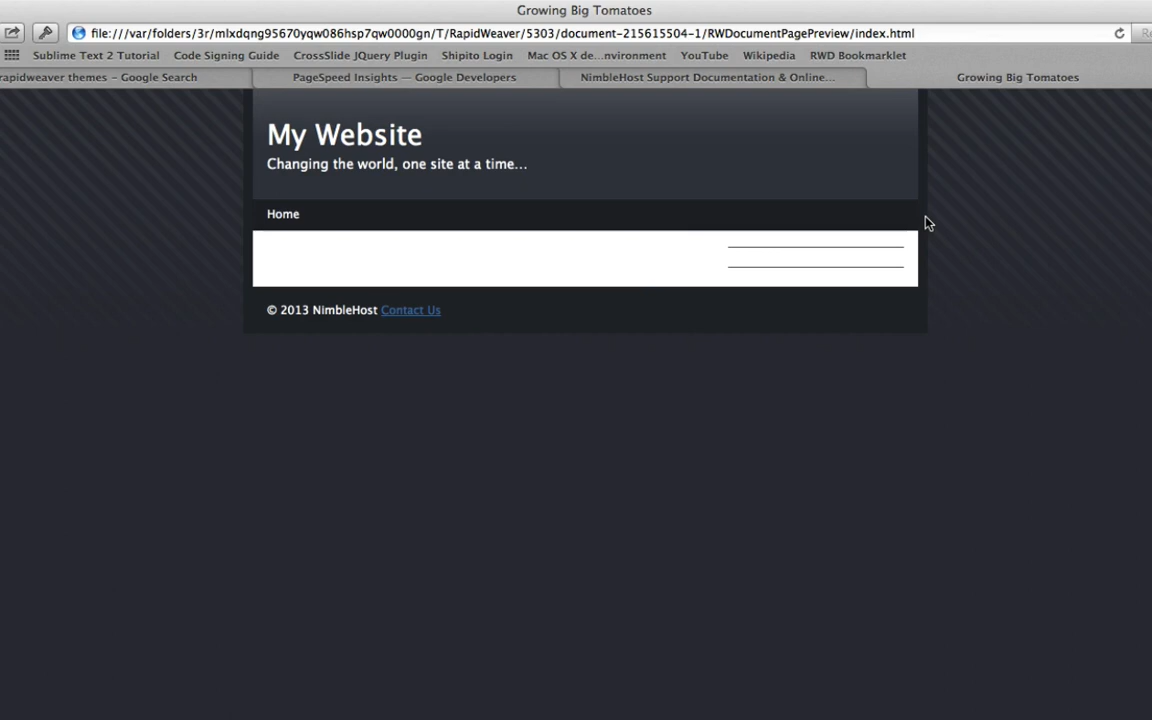 Growing Big Tomatoes
file:///var/folders/3r/mlxdqng95670yqw086hsp7qw0000gn/T/RapidWeaver/5303/document-215615504-1/RWDocumentPagePreview/index.html
Sublime Text 2 Tutorial Code Signing Guide CrossSlide JQuery Plugin Shipito Login Mac OS X de...nvironment YouTube Wikipedia RWD Bookmarklet
rapidweaver themes - Google Search PageSpeed Insights — Google Developers NimbleHost Support Documentation & Online... Growing Big Tomatoes
My Website
Changing the world, one site at a time...
Home
© 2013 NimbleHost Contact Us